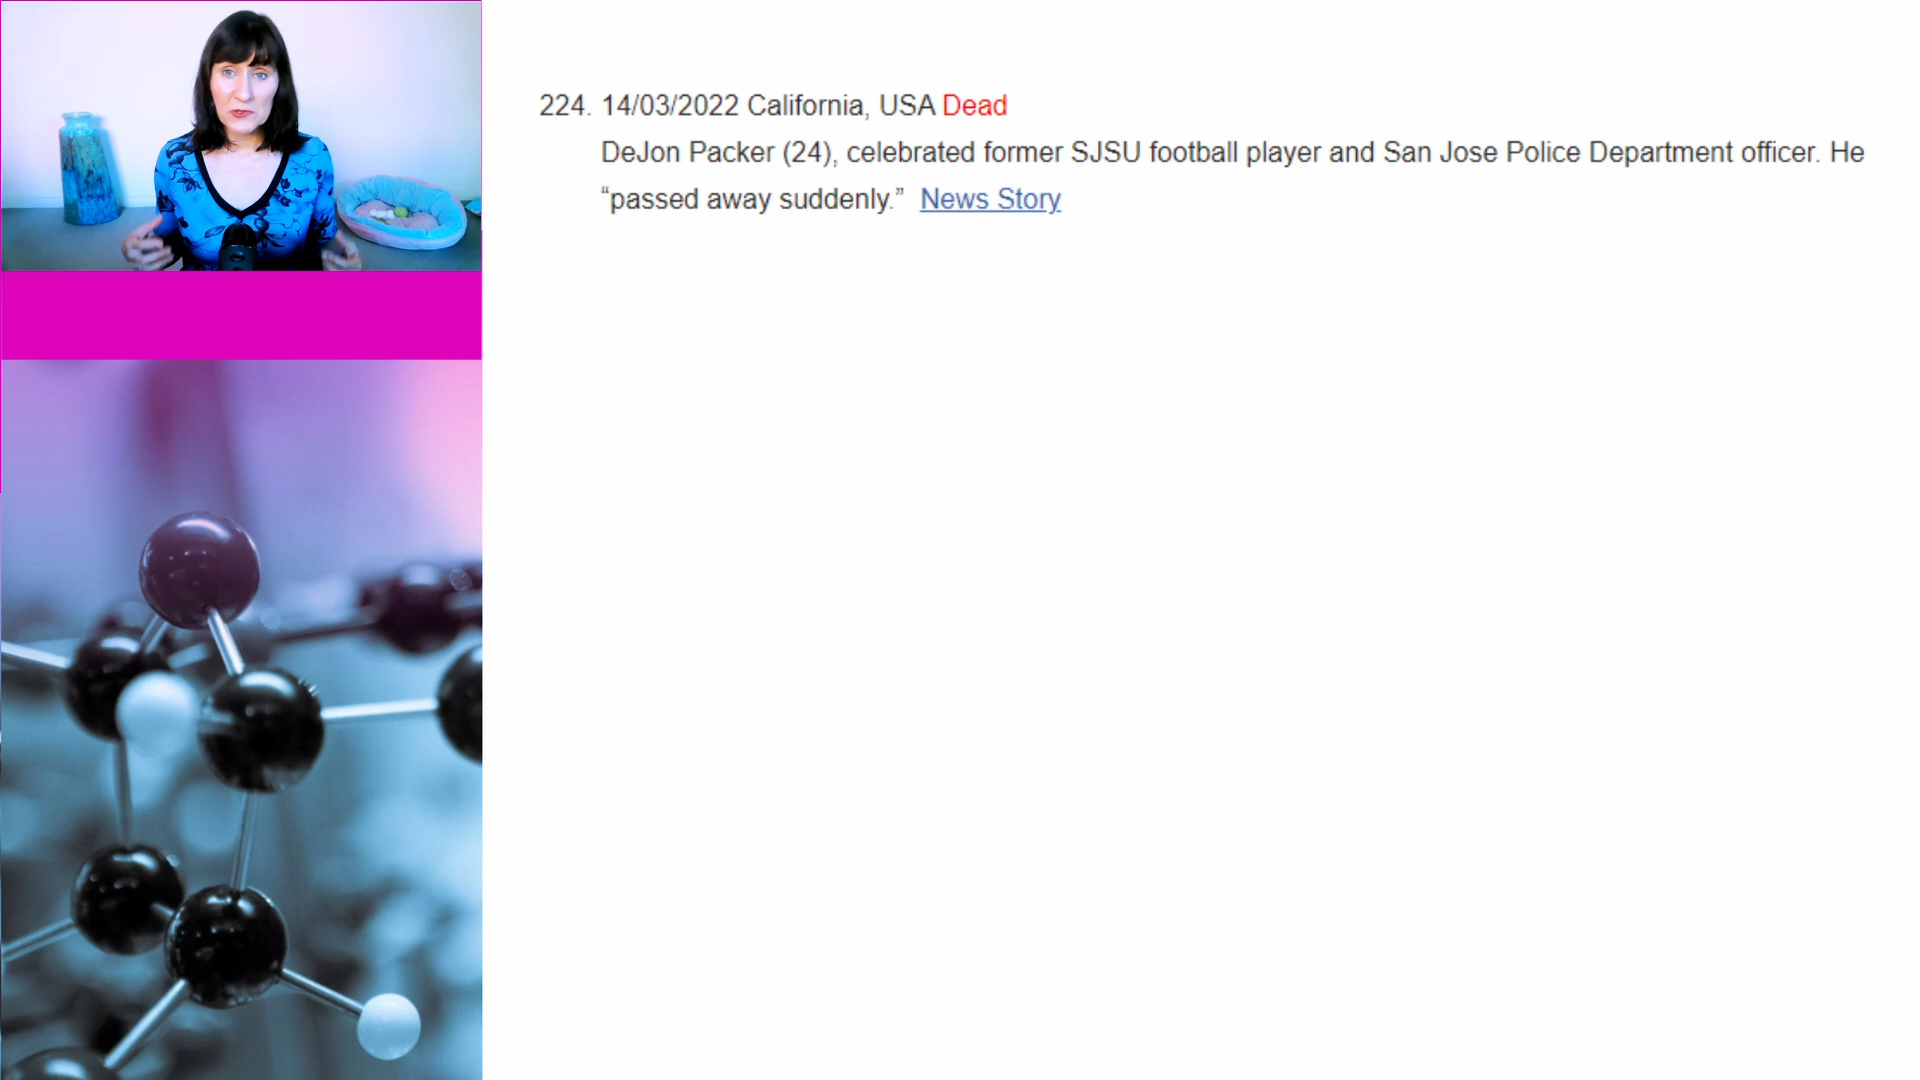 224. 14/03/2022 California, USA Dead
DeJon Packer (24), celebrated former SJSU football player and San Jose Police Department officer. He
“passed away suddenly.” News Story